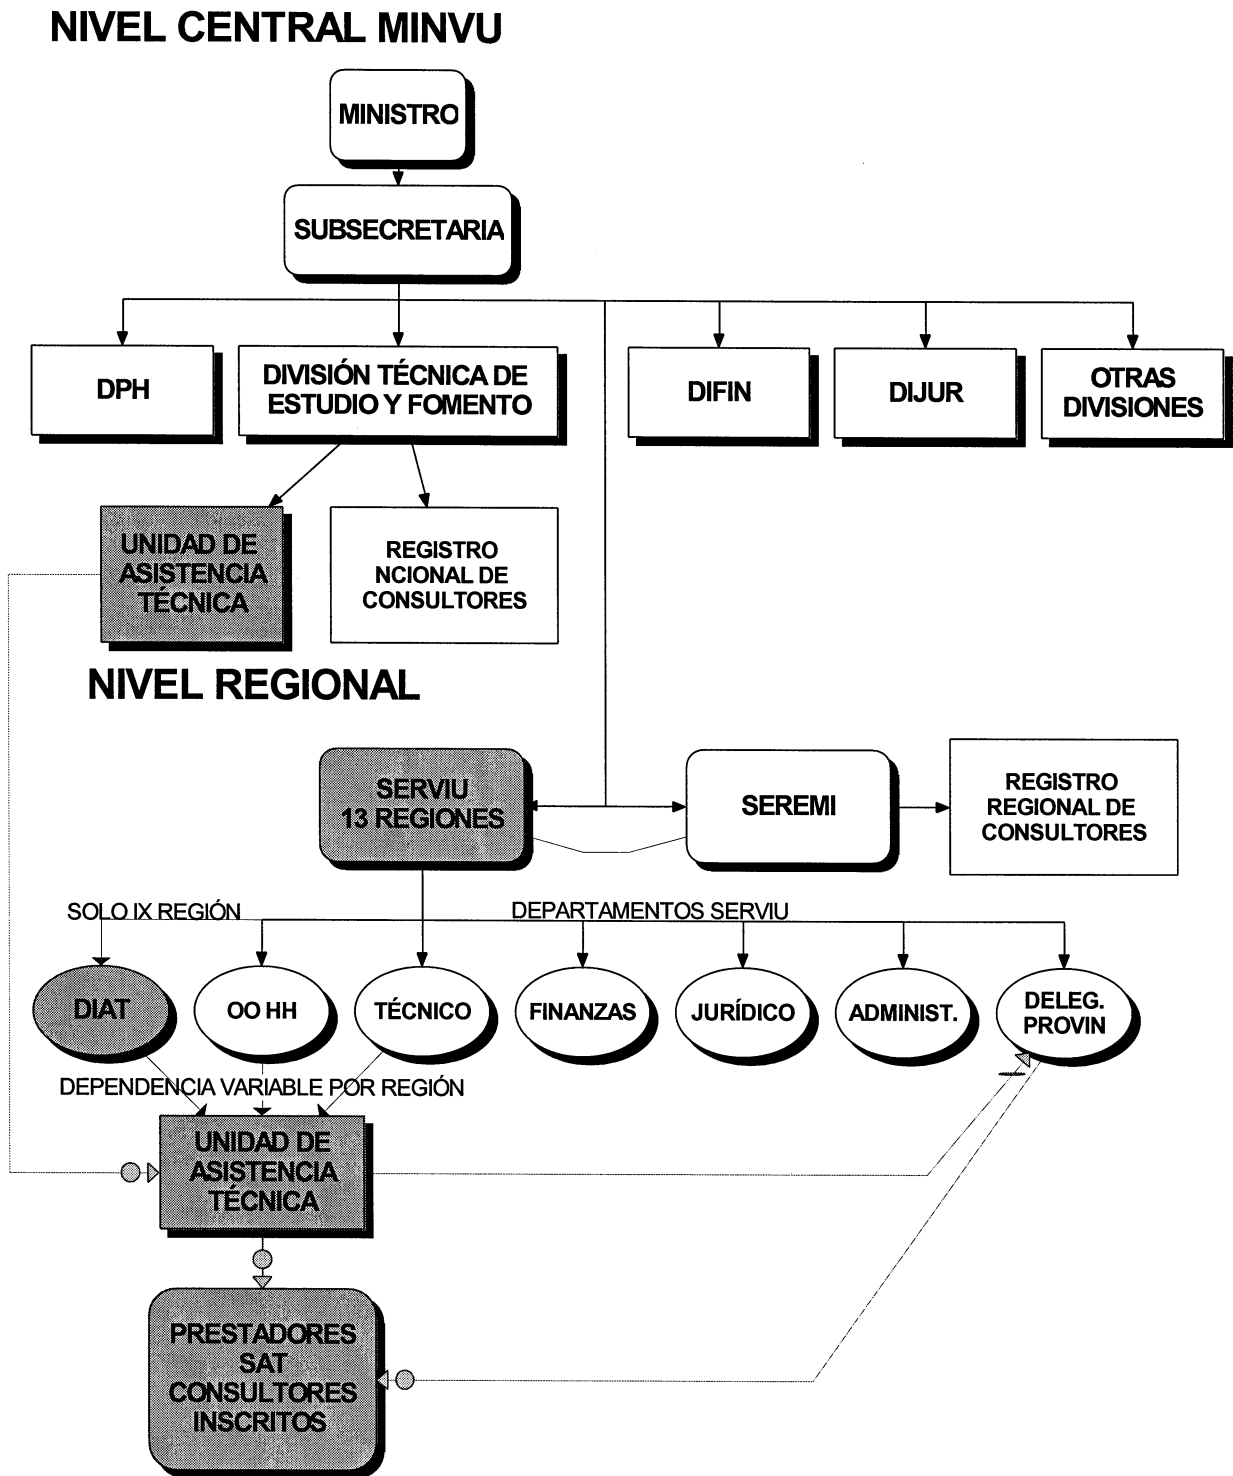 NIVEL CENTRAL MINVU
MINISTRO
SUBSECRETARIA
DPH
DIVISIÓN TÉCNICA DE
ESTUDIO Y FOMENTO
DIFIN
DIJUR
OTRAS
DIVISIONES
UNIDAD DE
ASISTENCIA
TÉCNICA
REGISTRO
NCIONAL DE
CONSULTORES
NIVEL REGIONAL
SERVIU
13 REGIONES
SEREMI
REGISTRO
REGIONAL DE
CONSULTORES
SOLO IX REGIÓN
DEPARTAMENTOS SERVIU
DIAT
OO HH
TÉCNICO
FINANZAS
JURÍDICO
ADMINIST.
DELEG.
PROVIN
DEPENDENCIA VARIABLE POR REGIÓN
UNIDAD DE
ASISTENCIA
TÉCNICA
PRESTADORES
SAT
CONSULTORES
INSCRITOS